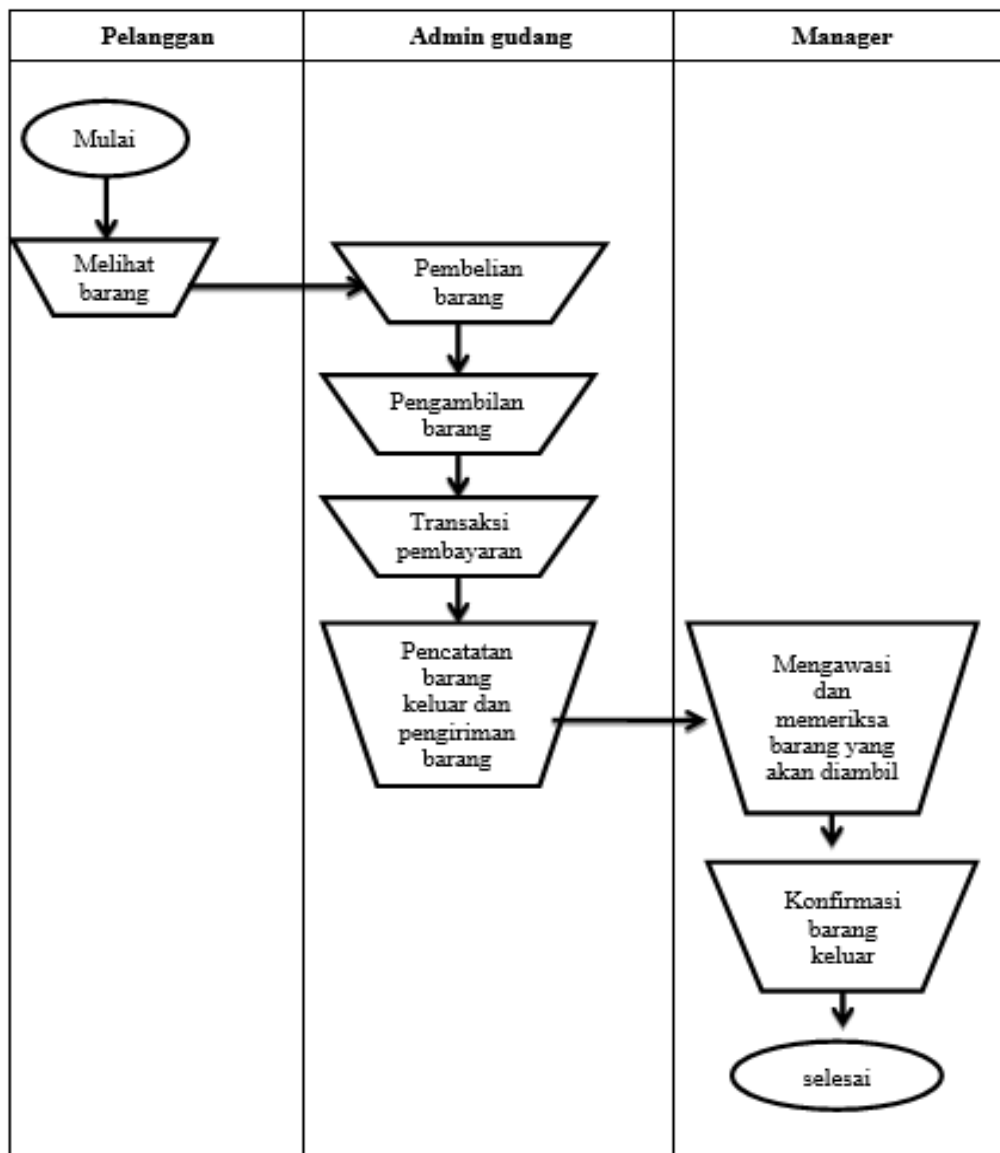 Pelanggan
Admin gudang
Manager
Mulai
Melihat
barang
Pembelian
barang
Pengambilan
barang
Transaksi
pembayaran
Pencatatan
barang
keluar dan
pengiriman
barang
Mengawasi
dan
memeriksa
barang yang
akan diambil
Konfirmasi
barang
keluar
selesai